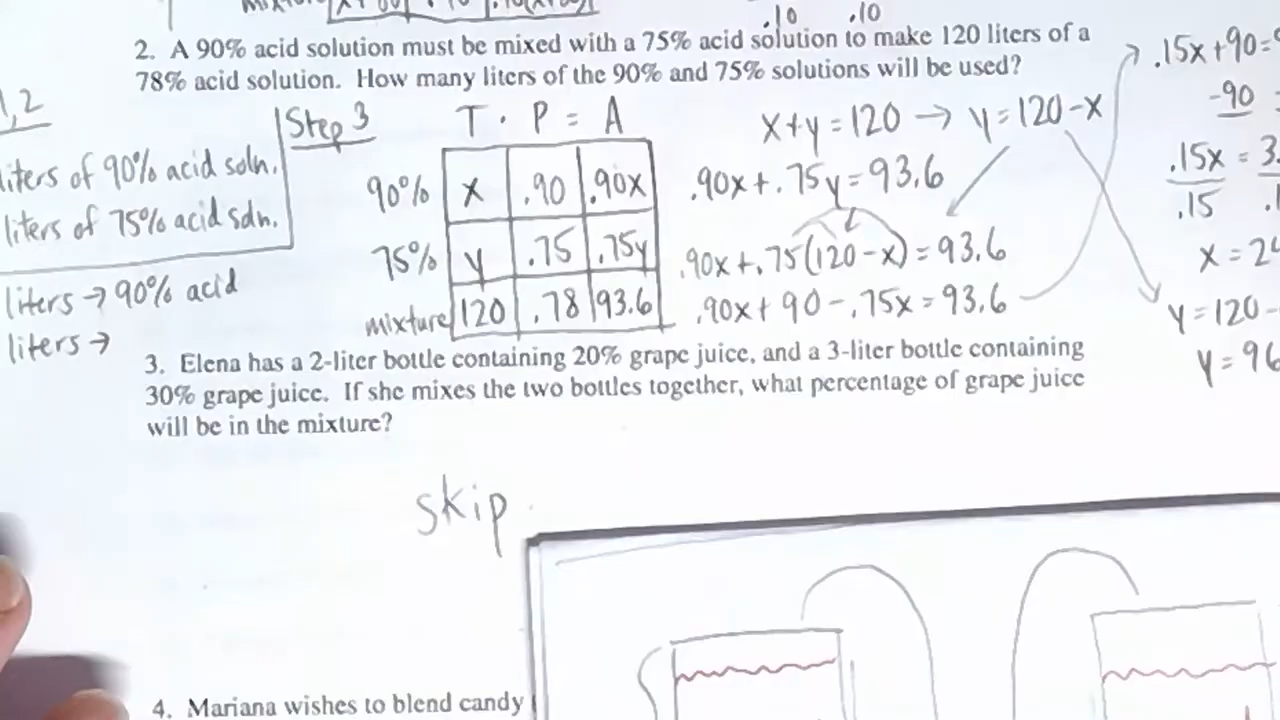 .10 .10
2. A 90% acid solution must be mixed with a 75% acid solution to make 120 liters of a
78% acid solution. How many liters of the 90% and 75% solutions will be used?
1,2
liters of 90% acid soln.
liters of 75% acid soln.
liters → 90% acid
liters →
Step 3
T · P = A
90% x .90 .90x
75% y .75 .75y
mixture 120 .78 93.6
x + y = 120 → y = 120 - x
.90x + .75y = 93.6
.90x + .75(120 - x) = 93.6
.90x + 90 - .75x = 93.6
.15x + 90 =
-90
.15x = 3.
.15
x = 24
y = 120 -
y = 96
3. Elena has a 2-liter bottle containing 20% grape juice, and a 3-liter bottle containing
30% grape juice. If she mixes the two bottles together, what percentage of grape juice
will be in the mixture?
skip
4. Mariana wishes to blend candy